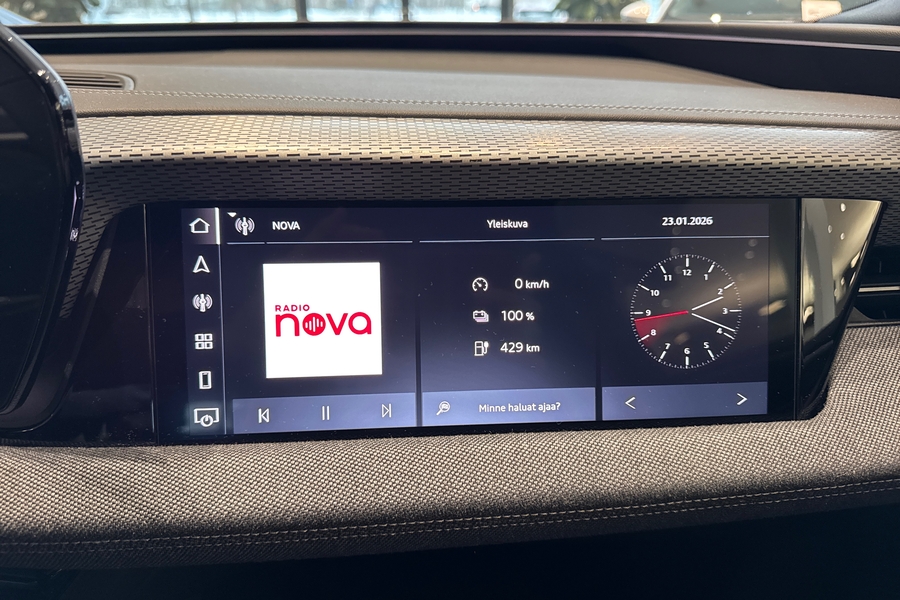 NOVA
Yleiskuva
23.01.2026
RADIO
nova
0 km/h
100 %
429 km
Minne haluat ajaa?
12
1
2
3
4
5
6
7
8
9
10
11